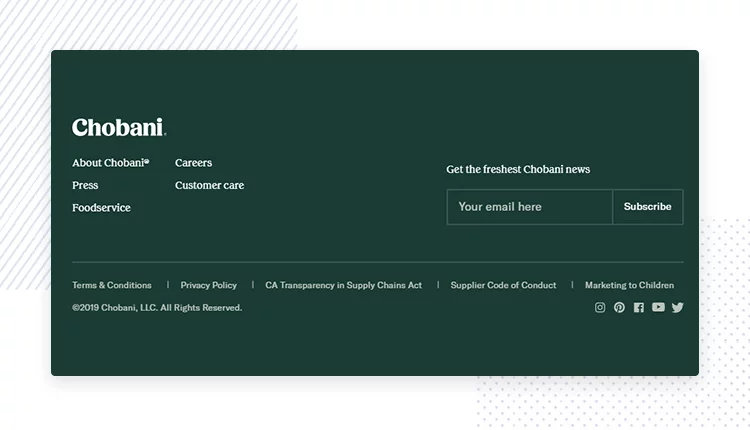 Chobani.
About Chobani® Careers
Press Customer care
Foodservice
Get the freshest Chobani news
Your email here Subscribe
Terms & Conditions | Privacy Policy | CA Transparency in Supply Chains Act | Supplier Code of Conduct | Marketing to Children
©2019 Chobani, LLC. All Rights Reserved.